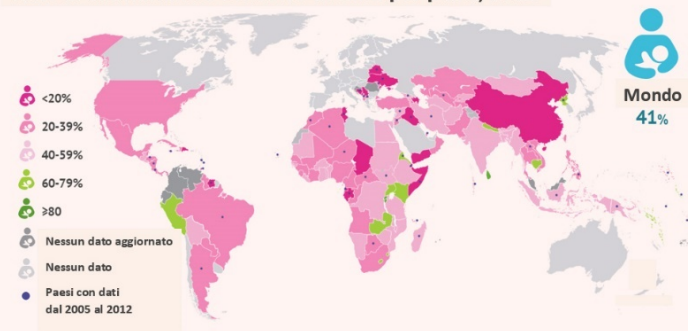 Mondo
41%
<20%
20-39%
40-59%
60-79%
≥80
Nessun dato aggiornato
Nessun dato
Paesi con dati
dal 2005 al 2012